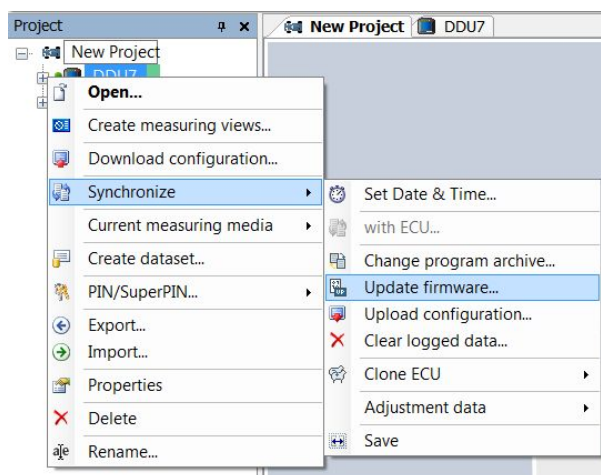 Project
New Project
DDU7
New Project
DDU7
Open...
Create measuring views...
Download configuration...
Synchronize
Current measuring media
Create dataset...
PIN/SuperPIN...
Export...
Import...
Properties
Delete
Rename...
Set Date & Time...
with ECU...
Change program archive...
Update firmware...
Upload configuration...
Clear logged data...
Clone ECU
Adjustment data
Save